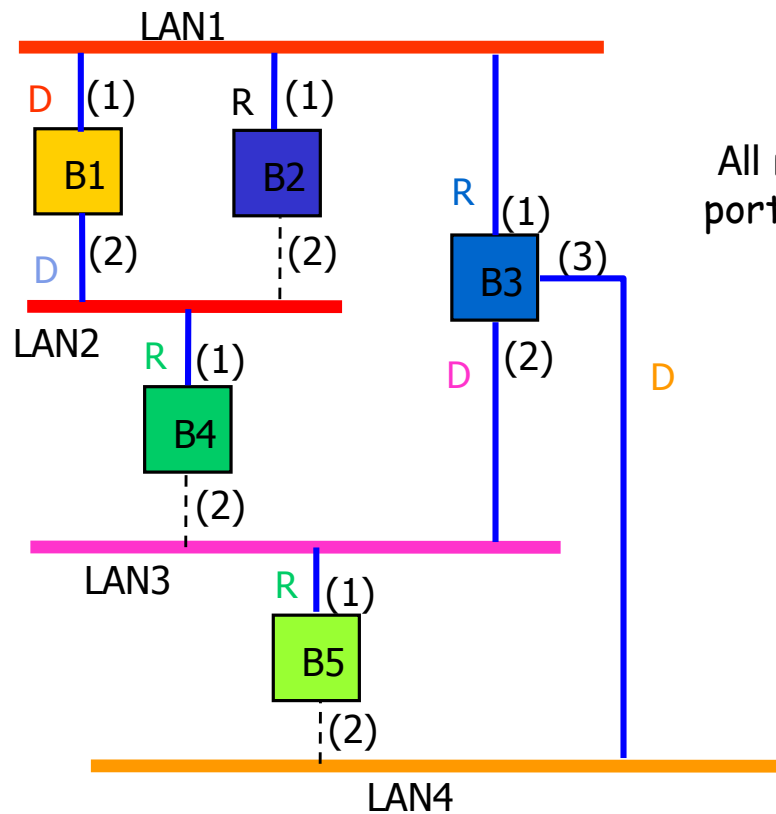 LAN1
D (1) R (1)
B1 B2
All
port
R (1)
D (2) (2)
B3 (3)
LAN2
R (1)
D (2) D
B4
(2)
LAN3
R (1)
B5
(2)
LAN4